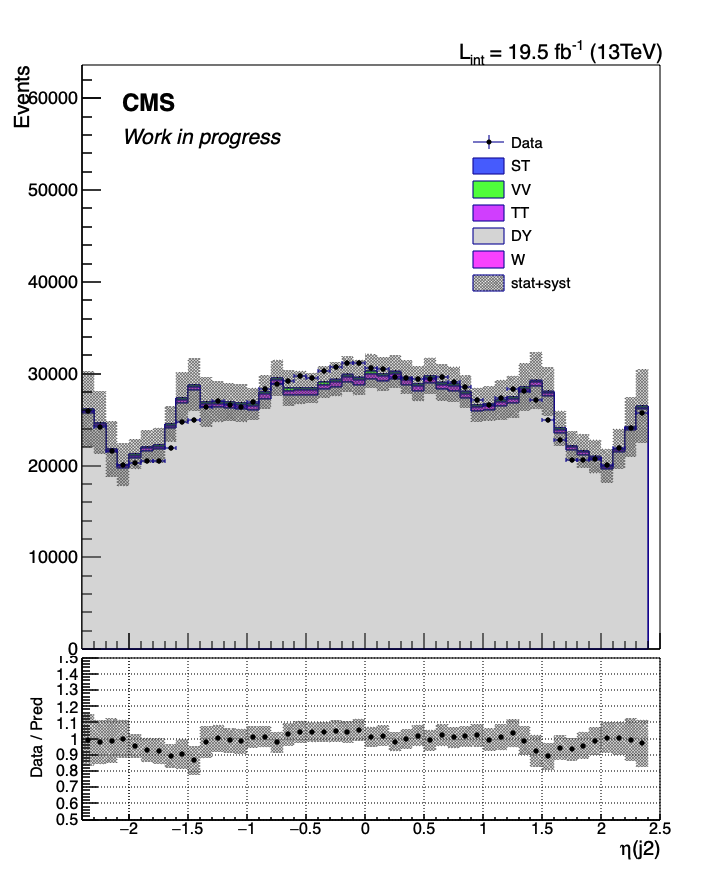 L_int = 19.5 fb^-1 (13TeV)
Events
60000
50000
40000
30000
20000
10000
0
CMS
Work in progress
Data
ST
VV
TT
DY
W
stat+syst
Data / Pred
1.5
1.4
1.3
1.2
1.1
1
0.9
0.8
0.7
0.6
0.5
−2 −1.5 −1 −0.5 0 0.5 1 1.5 2 2.5
η(j2)